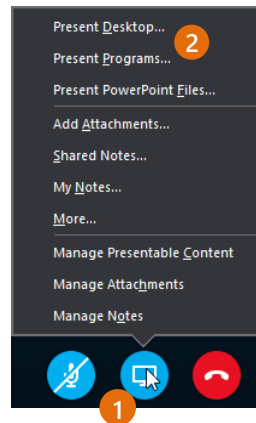 Present Desktop...
2
Present Programs...
Present PowerPoint Files...
Add Attachments...
Shared Notes...
My Notes...
More...
Manage Presentable Content
Manage Attachments
Manage Notes
1